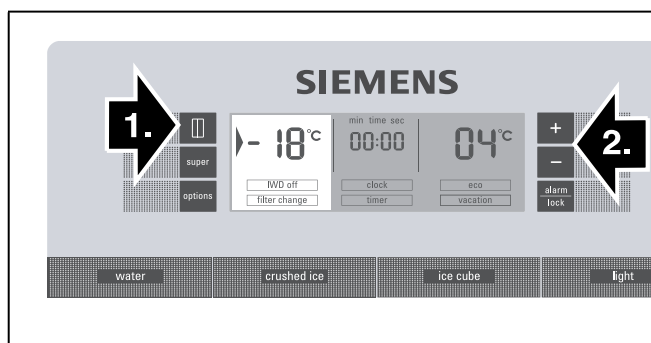 SIEMENS
1.
super
options
- 18°C
IWD off
filter change
min time sec
00:00
clock
timer
04°C
eco
vacation
+
−
alarm
lock
2.
water
crushed ice
ice cube
light